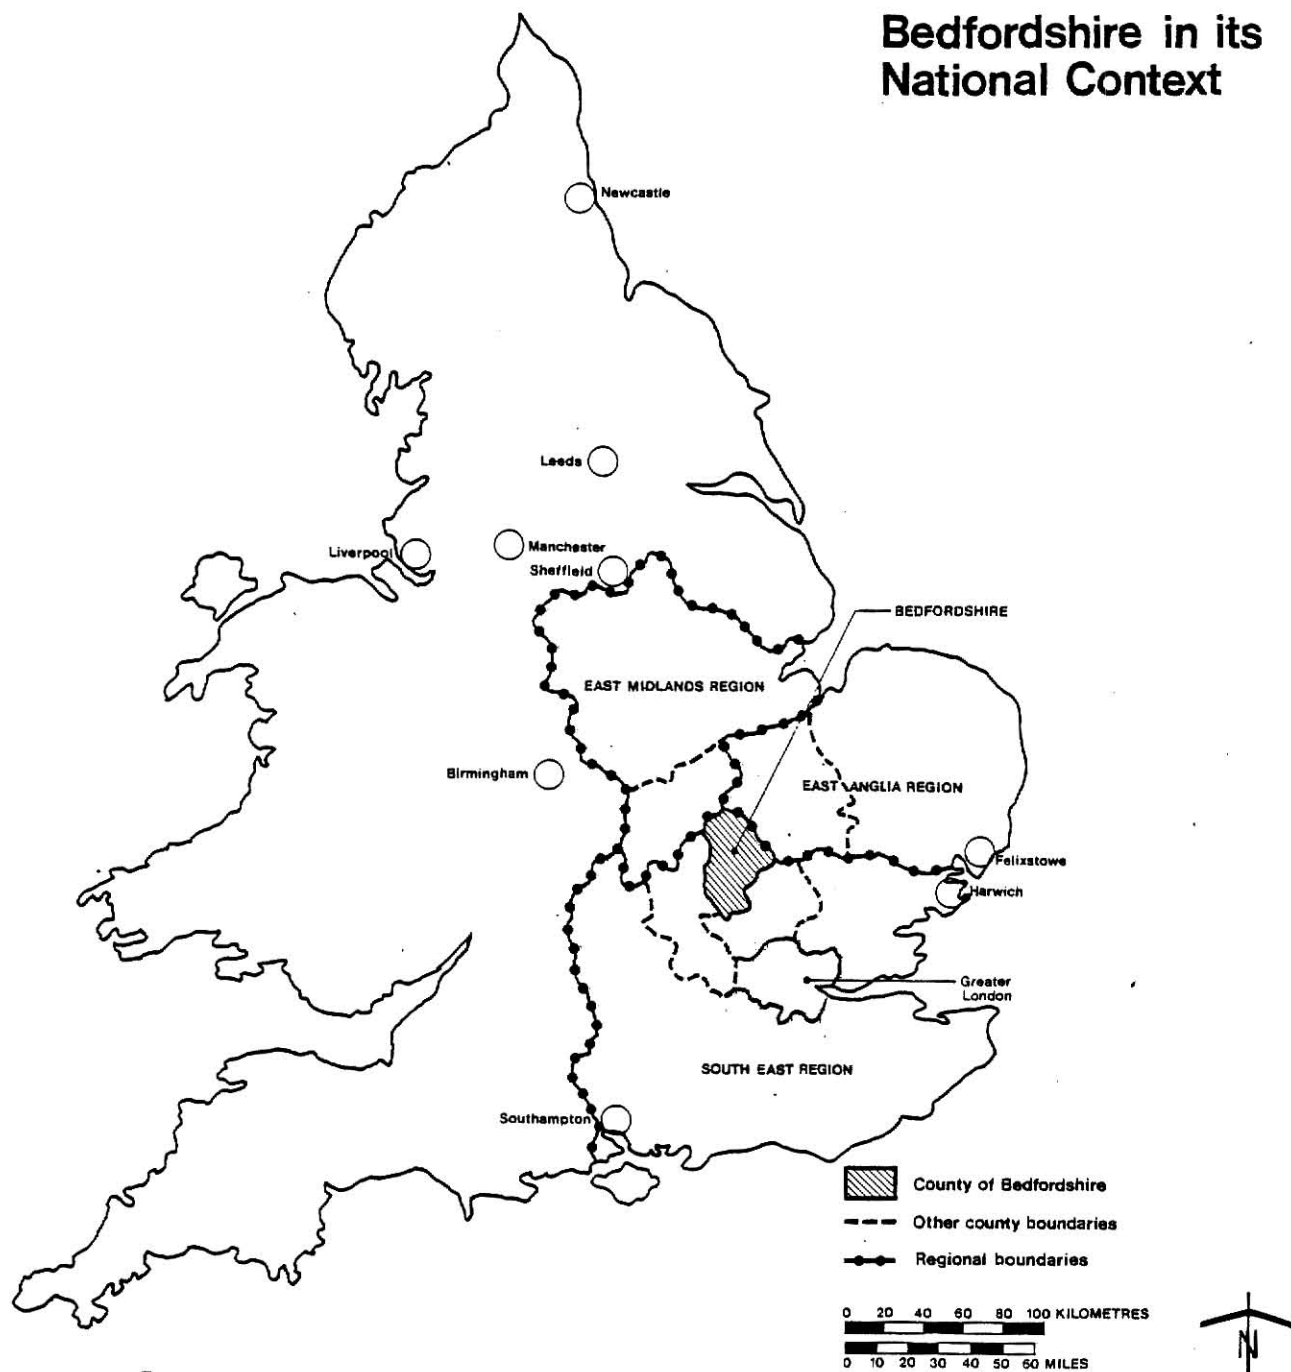 Bedfordshire in its
National Context
Newcastle
Leeds
Liverpool
Manchester
Sheffield
BEDFORDSHIRE
EAST MIDLANDS REGION
Birmingham
EAST ANGLIA REGION
Felixstowe
Harwich
Greater
London
SOUTH EAST REGION
Southampton
County of Bedfordshire
Other county boundaries
Regional boundaries
0 20 40 60 80 100 KILOMETRES
0 10 20 30 40 50 60 MILES
N